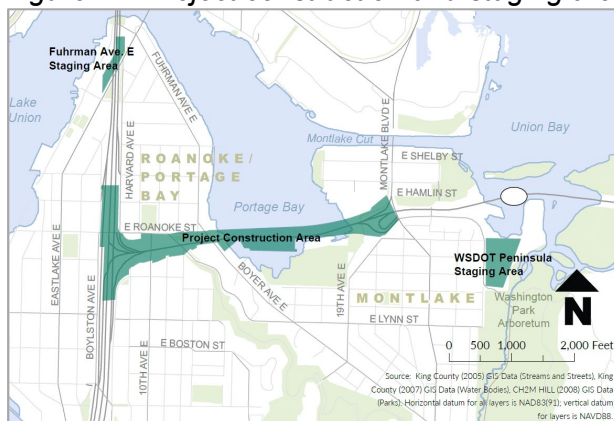 Fuhrman Ave. E
Staging Area
FUHRMAN AVE E
Lake
Union
HARVARD AVE E
MONTLAKE BLVD E
Union Bay
Montlake Cut
ROANOKE/
PORTAGE
BAY
E SHELBY ST
E HAMLIN ST
Portage Bay
E ROANOKE ST
Project Construction Area
EASTLAKE AVE E
BOYLSTON AVE E
BOYER AVE E
19TH AVE E
WSDOT Peninsula
Staging Area
MONTLAKE
Washington
Park
Arboretum
N
E LYNN ST
E BOSTON ST
10TH AVE E
0 500 1,000 2,000 Feet
Source: King County (2005) GIS Data (Streams and Streets), King
County (2007) GIS Data (Water Bodies), CH2M HILL (2008) GIS Data
(Parks). Horizontal datum for all layers is NAD83(91); vertical datum
for layers is NAVD88.